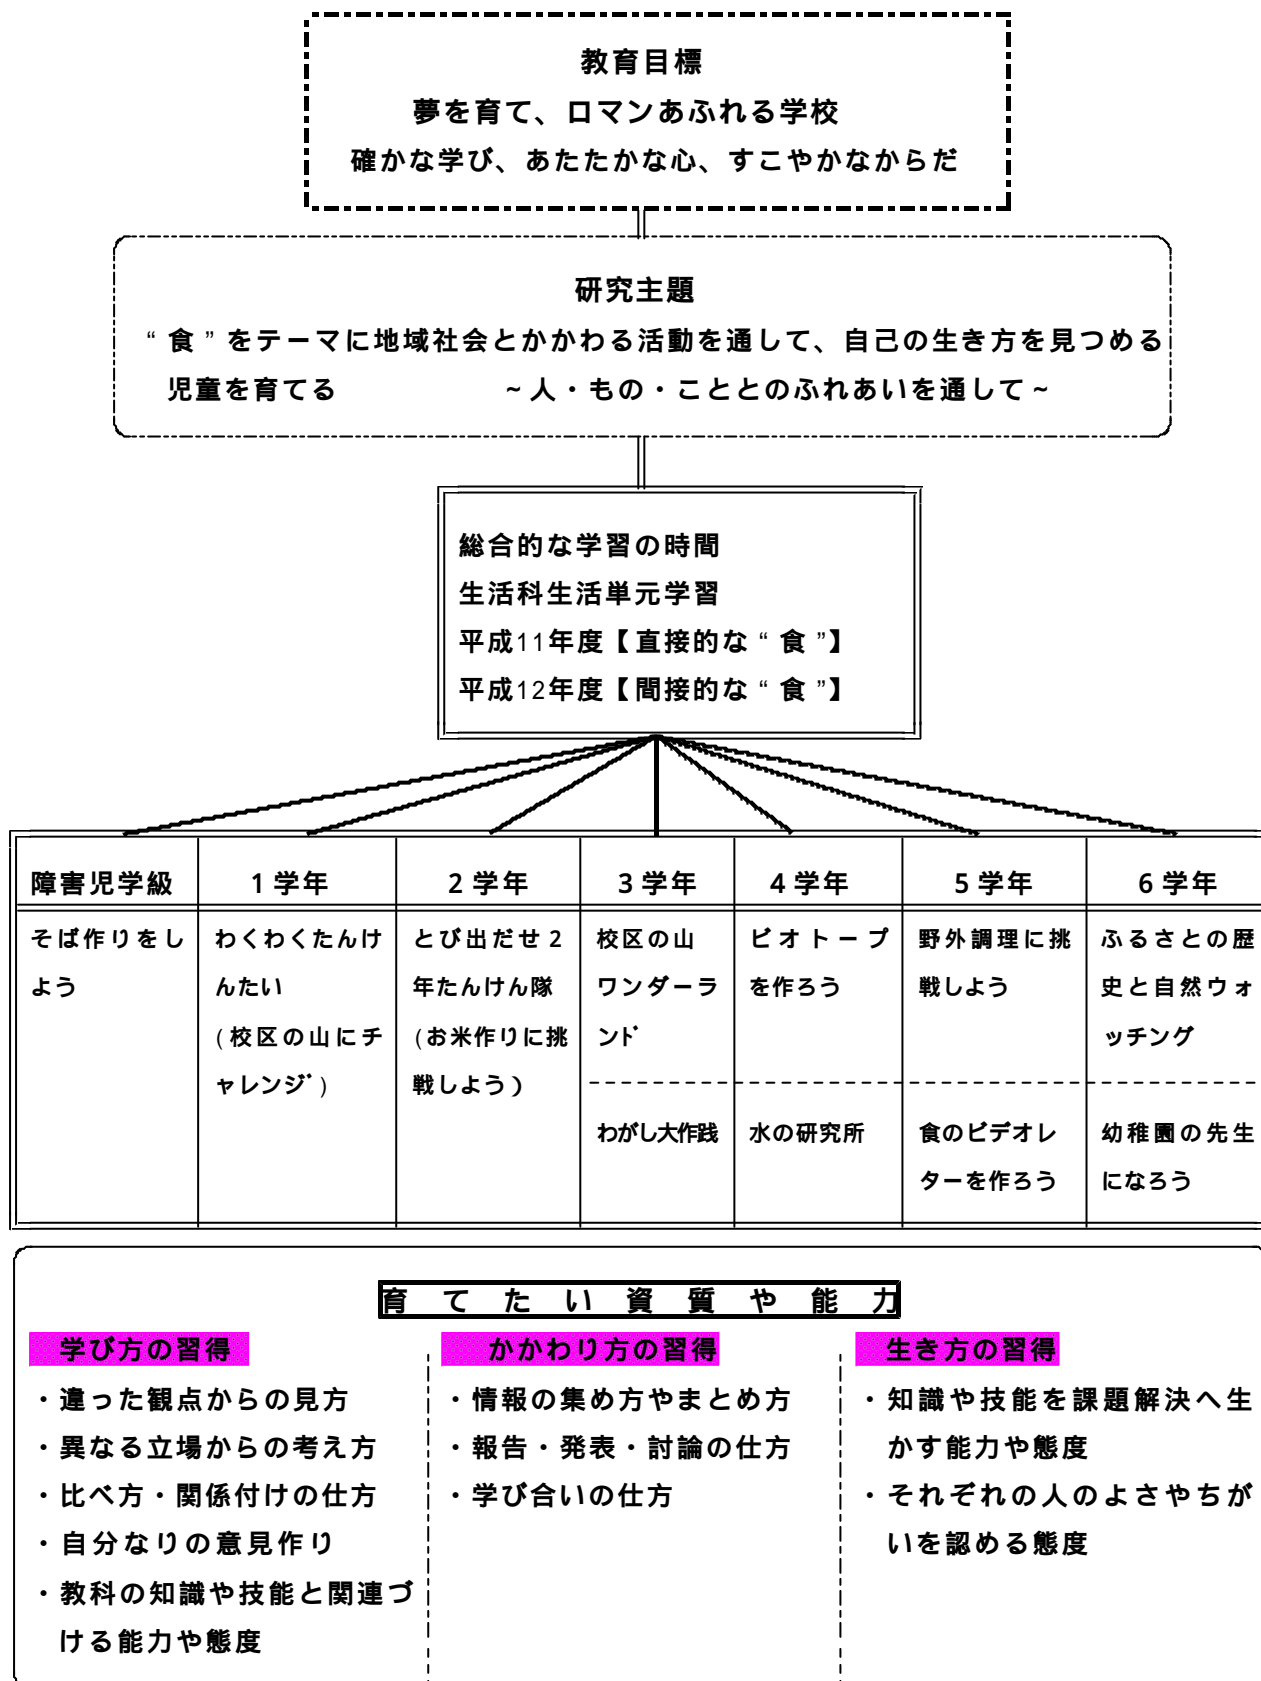 教育目標
夢を育て、ロマンあふれる学校
確かな学び、あたたかな心、すこやかなからだ
研究主題
“食”をテーマに地域社会とかかわる活動を通して、自己の生き方を見つめる
児童を育てる ~人・もの・こととのふれあいを通して~
総合的な学習の時間
生活科生活単元学習
平成11年度【直接的な“食”】
平成12年度【間接的な“食”】
障害児学級
1学年
2学年
3学年
4学年
5学年
6学年
そば作りをし
よう
わくわくたんけ
んたい
(校区の山にチ
ャレンジ)
とび出だせ2
年たんけん隊
(お米作りに挑
戦しよう)
校区の山
ワンダーラ
ンド
わがし大作践
ビオトープ
を作ろう
水の研究所
野外調理に挑
戦しよう
食のビデオレ
ターを作ろう
ふるさとの歴
史と自然ウォ
ッチング
幼稚園の先生
になろう
育てたい資質や能力
学び方の習得
・違った観点からの見方
・異なる立場からの考え方
・比べ方・関係付けの仕方
・自分なりの意見作り
・教科の知識や技能と関連づ
ける能力や態度
かかわり方の習得
・情報の集め方やまとめ方
・報告・発表・討論の仕方
・学び合いの仕方
生き方の習得
・知識や技能を課題解決へ生
かす能力や態度
・それぞれの人のよさやちが
いを認める態度